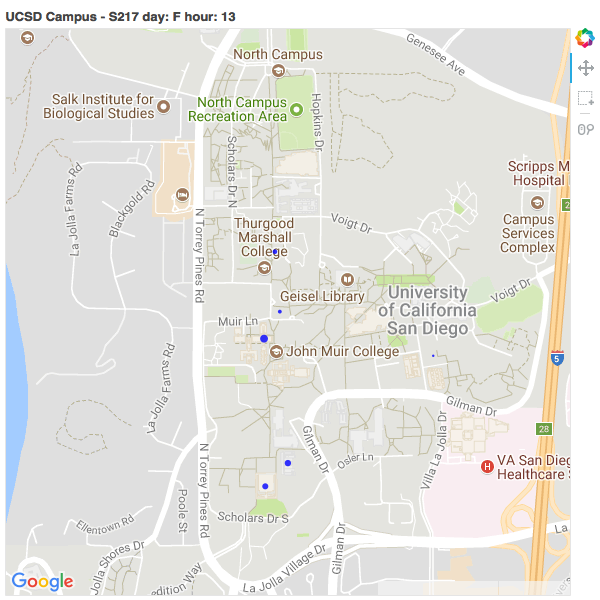 UCSD Campus - S217 day: F hour: 13
Genesee Ave
North Campus
Salk Institute for
Biological Studies
North Campus
Recreation Area
Hopkins Dr
Scholars Dr N
Scripps M
Hospital
La Jolla Farms Rd
Blackgold Rd
2
N Torrey Pines Rd
Voigt Dr
Campus
Services
Complex
Thurgood
Marshall
College
Geisel Library
University
of California
San Diego
Voigt Dr
Muir Ln
John Muir College
5
La Jolla Farms Rd
Gilman Dr
28
Gilman Dr
Villa La Jolla Dr
Osler Ln
N Torrey Pines Rd
H
VA San Dieg
Healthcare S
Poole St
Ellentown Rd
Scholars Dr S
La
Gilman Dr
La Jolla Shores Dr
La Jolla Village Dr
edition Way
Google